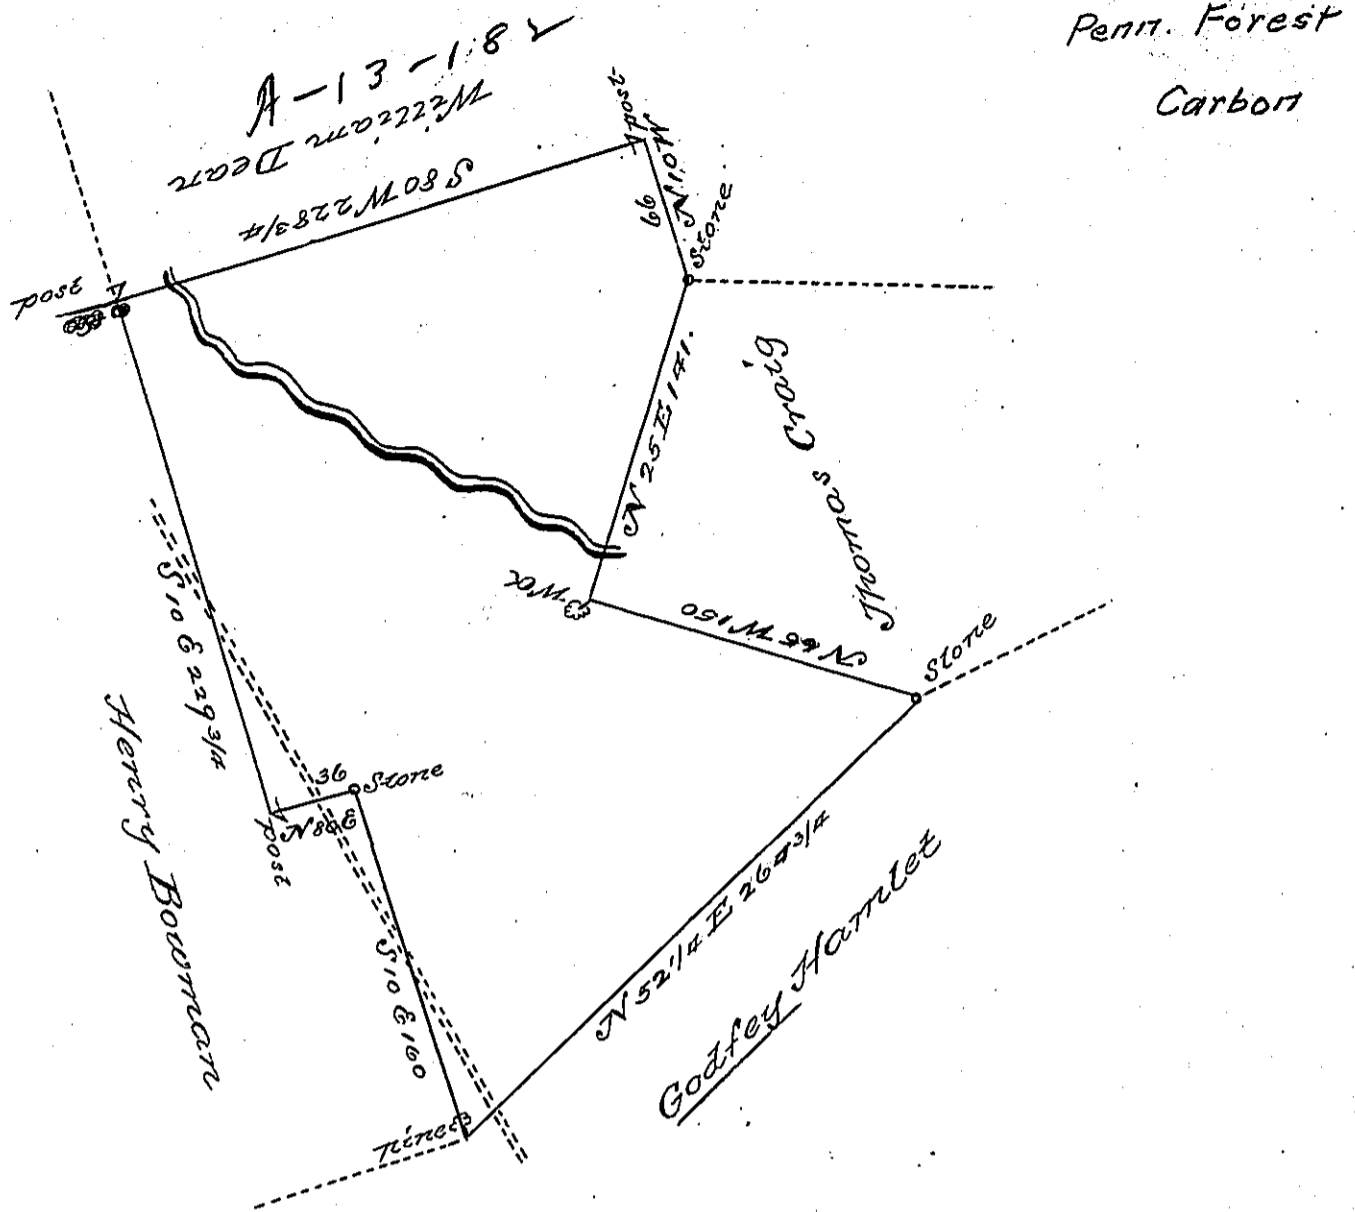 Penn. Forest
Carbon
A-13-182
William Dean
S 80 W 228 3/4
post
N 10 W
66
Stone
post
N 25 E 141.
Thomas Craig
W O
N 65 W 150
Stone
S 10 E 229 3/4
Henry Bowman
36
Stone
N 80 E
post
S 10 E 160
N 52 1/4 E 264 3/4
Godfey Hamlet